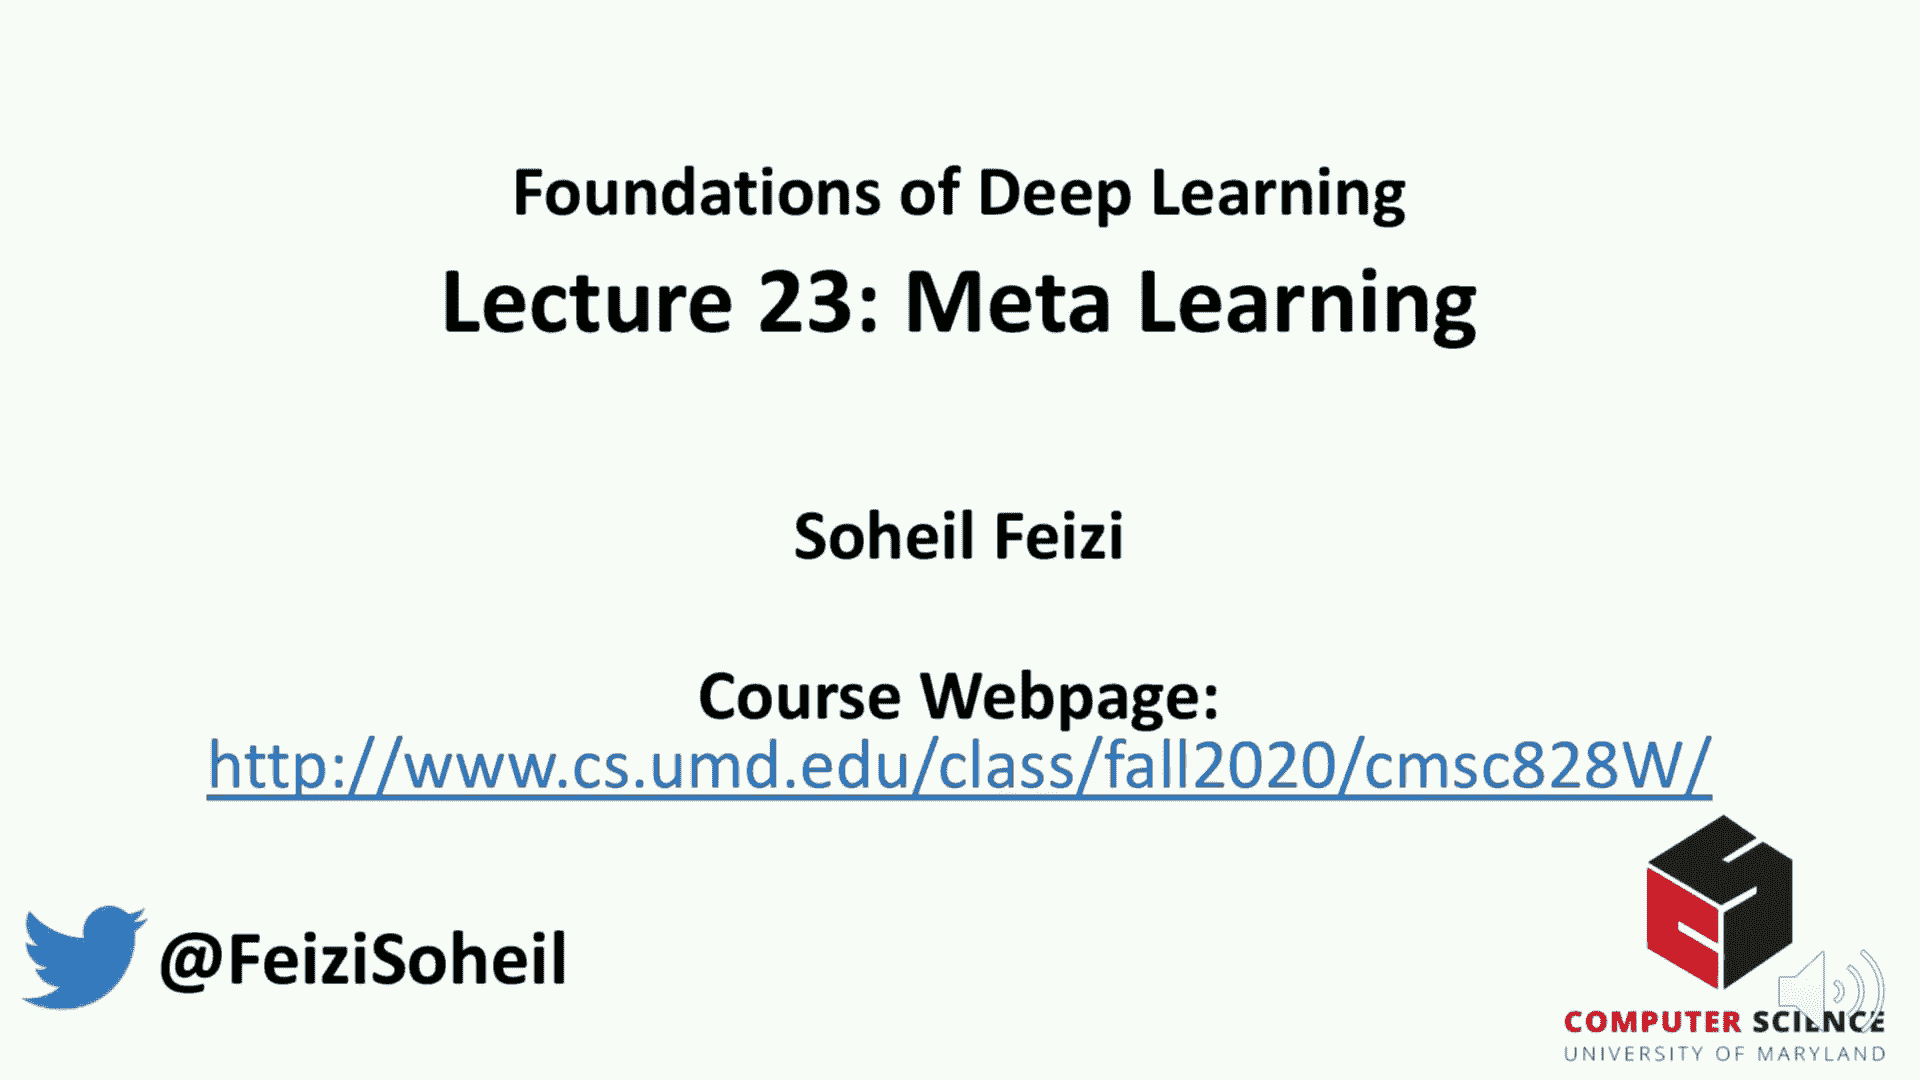 Foundations of Deep Learning
Lecture 23: Meta Learning
Soheil Feizi
Course Webpage:
http://www.cs.umd.edu/class/fall2020/cmsc828W/
@FeiziSoheil
COMPUTER SCIENCE
UNIVERSITY OF MARYLAND